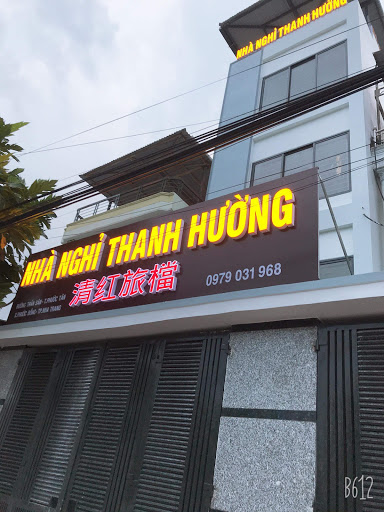 NHÀ NGHỈ THANH HƯỜNG
NHÀ NGHỈ THANH HƯỜNG
清红旅檔
0979 031 968
B612